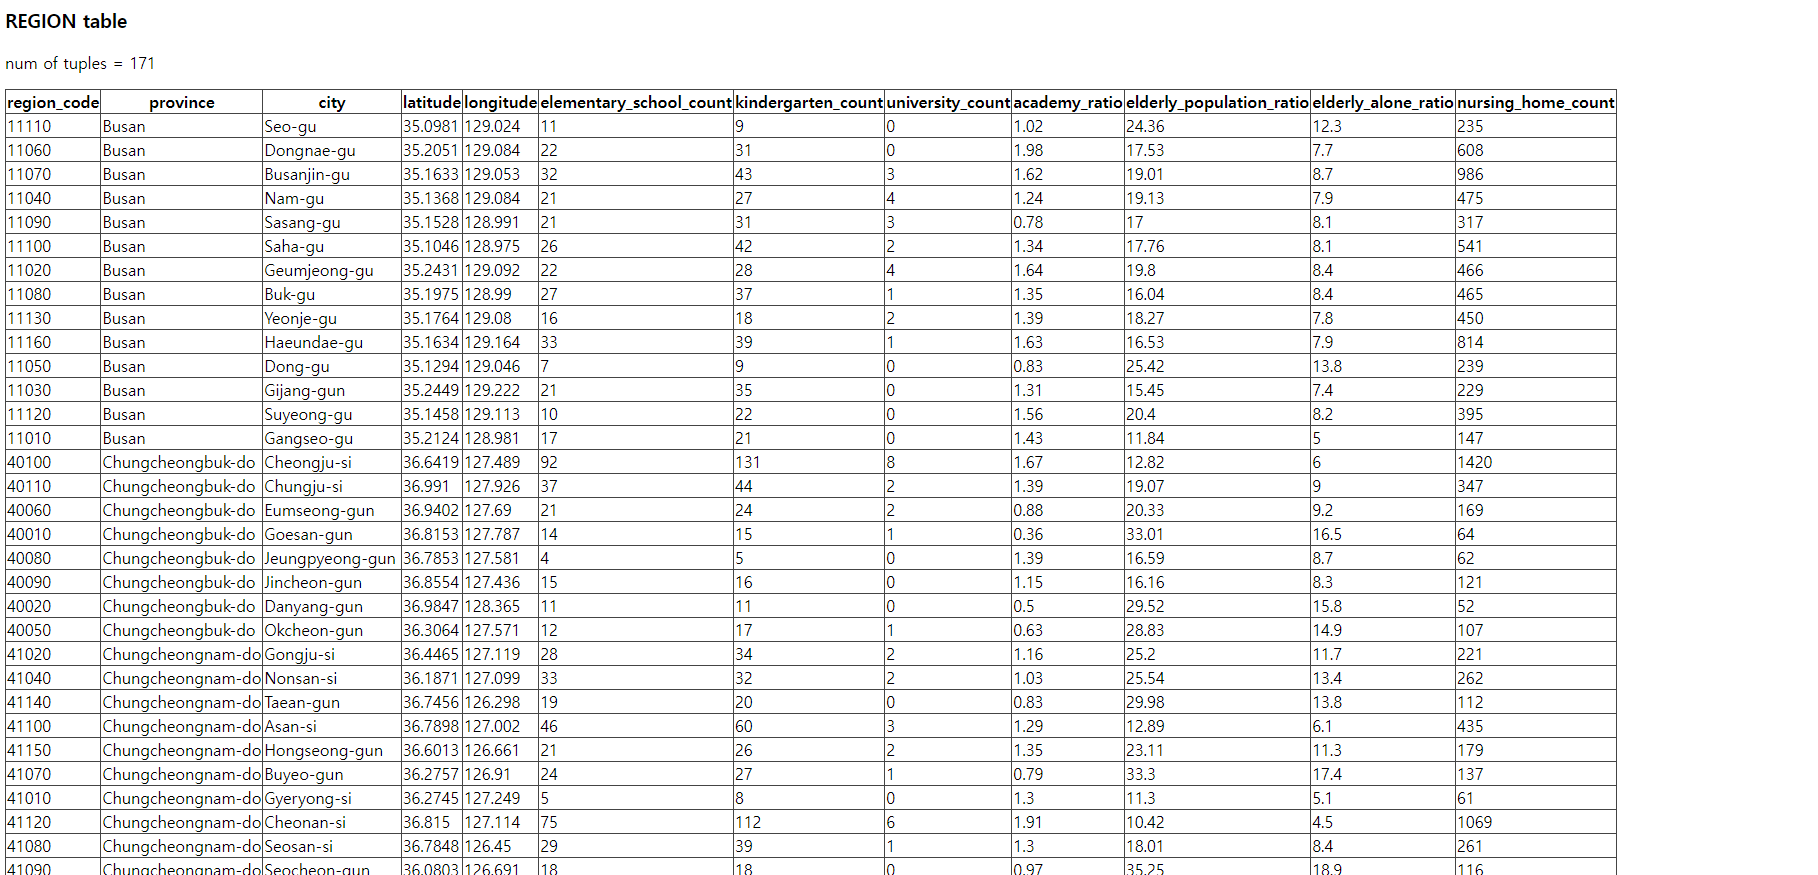 REGION table
num of tuples = 171
region_code province city latitude longitude elementary_school_count kindergarten_count university_count academy_ratio elderly_population_ratio elderly_alone_ratio nursing_home_count
11110 Busan Seo-gu 35.0981 129.024 11 9 0 1.02 24.36 12.3 235
11060 Busan Dongnae-gu 35.2051 129.084 22 31 0 1.98 17.53 7.7 608
11070 Busan Busanjin-gu 35.1633 129.053 32 43 3 1.62 19.01 8.7 986
11040 Busan Nam-gu 35.1368 129.084 21 27 4 1.24 19.13 7.9 475
11090 Busan Sasang-gu 35.1528 128.991 21 31 3 0.78 17 8.1 317
11100 Busan Saha-gu 35.1046 128.975 26 42 2 1.34 17.76 8.1 541
11020 Busan Geumjeong-gu 35.2431 129.092 22 28 4 1.64 19.8 8.4 466
11080 Busan Buk-gu 35.1975 128.99 27 37 1 1.35 16.04 8.4 465
11130 Busan Yeonje-gu 35.1764 129.08 16 18 2 1.39 18.27 7.8 450
11160 Busan Haeundae-gu 35.1634 129.164 33 39 1 1.63 16.53 7.9 814
11050 Busan Dong-gu 35.1294 129.046 7 9 0 0.83 25.42 13.8 239
11030 Busan Gijang-gun 35.2449 129.222 21 35 0 1.31 15.45 7.4 229
11120 Busan Suyeong-gu 35.1458 129.113 10 22 0 1.56 20.4 8.2 395
11010 Busan Gangseo-gu 35.2124 128.981 17 21 0 1.43 11.84 5 147
40100 Chungcheongbuk-do Cheongju-si 36.6419 127.489 92 131 8 1.67 12.82 6 1420
40110 Chungcheongbuk-do Chungju-si 36.991 127.926 37 44 2 1.39 19.07 9 347
40060 Chungcheongbuk-do Eumseong-gun 36.9402 127.69 21 24 2 0.88 20.33 9.2 169
40010 Chungcheongbuk-do Goesan-gun 36.8153 127.787 14 15 1 0.36 33.01 16.5 64
40080 Chungcheongbuk-do Jeungpyeong-gun 36.7853 127.581 4 5 0 1.39 16.59 8.7 62
40090 Chungcheongbuk-do Jincheon-gun 36.8554 127.436 15 16 0 1.15 16.16 8.3 121
40020 Chungcheongbuk-do Danyang-gun 36.9847 128.365 11 11 0 0.5 29.52 15.8 52
40050 Chungcheongbuk-do Okcheon-gun 36.3064 127.571 12 17 1 0.63 28.83 14.9 107
41020 Chungcheongnam-do Gongju-si 36.4465 127.119 28 34 2 1.16 25.2 11.7 221
41040 Chungcheongnam-do Nonsan-si 36.1871 127.099 33 32 2 1.03 25.54 13.4 262
41140 Chungcheongnam-do Taean-gun 36.7456 126.298 19 20 0 0.83 29.98 13.8 112
41100 Chungcheongnam-do Asan-si 36.7898 127.002 46 60 3 1.29 12.89 6.1 435
41150 Chungcheongnam-do Hongseong-gun 36.6013 126.661 21 26 2 1.35 23.11 11.3 179
41070 Chungcheongnam-do Buyeo-gun 36.2757 126.91 24 27 1 0.79 33.3 17.4 137
41010 Chungcheongnam-do Gyeryong-si 36.2745 127.249 5 8 0 1.3 11.3 5.1 61
41120 Chungcheongnam-do Cheonan-si 36.815 127.114 75 112 6 1.91 10.42 4.5 1069
41080 Chungcheongnam-do Seosan-si 36.7848 126.45 29 39 1 1.3 18.01 8.4 261
41090 Chungcheongnam-do Seocheon-gun 36.0803 126.691 18 18 0 0.97 35.25 18.9 116